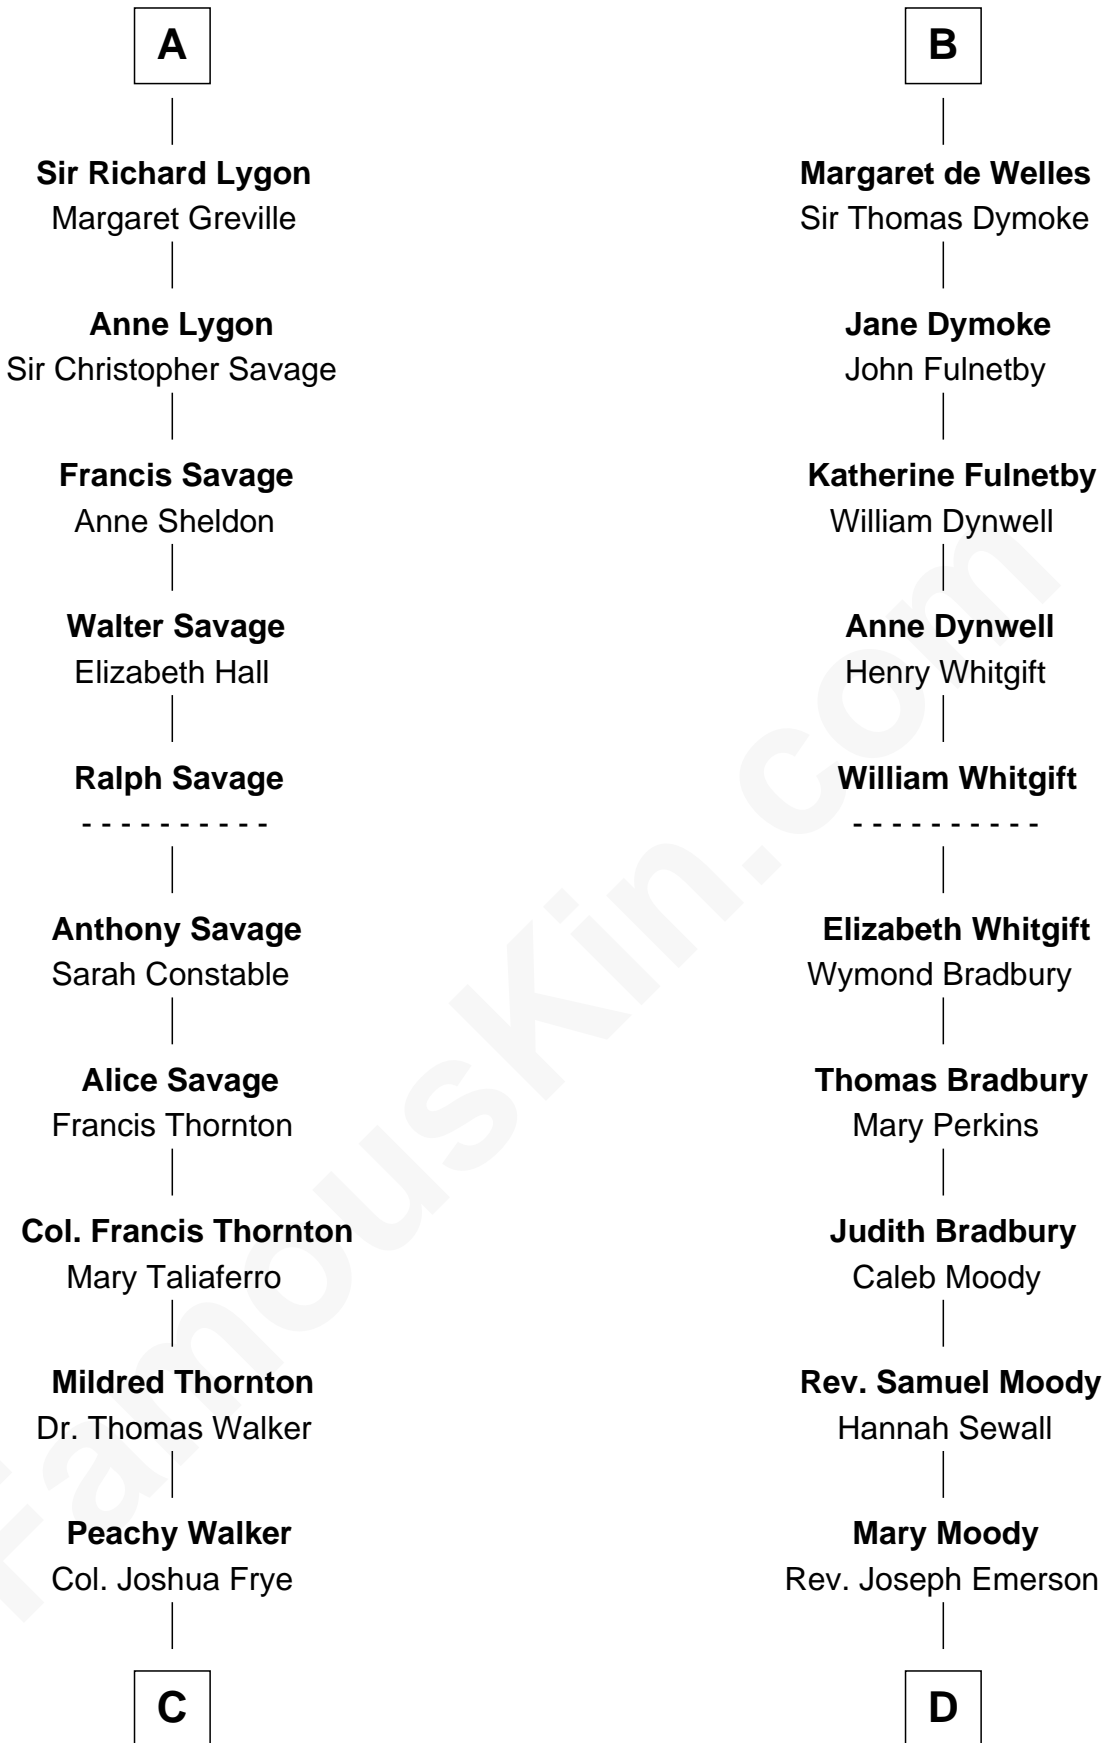 A
Sir Richard Lygon
Margaret Greville
Anne Lygon
Sir Christopher Savage
Francis Savage
Anne Sheldon
Walter Savage
Elizabeth Hall
Ralph Savage
- - - - - - - - - -
Anthony Savage
Sarah Constable
Alice Savage
Francis Thornton
Col. Francis Thornton
Mary Taliaferro
Mildred Thornton
Dr. Thomas Walker
Peachy Walker
Col. Joshua Frye
C
B
Margaret de Welles
Sir Thomas Dymoke
Jane Dymoke
John Fulnetby
Katherine Fulnetby
William Dynwell
Anne Dynwell
Henry Whitgift
William Whitgift
- - - - - - - - - -
Elizabeth Whitgift
Wymond Bradbury
Thomas Bradbury
Mary Perkins
Judith Bradbury
Caleb Moody
Rev. Samuel Moody
Hannah Sewall
Mary Moody
Rev. Joseph Emerson
D
FamousKin.com